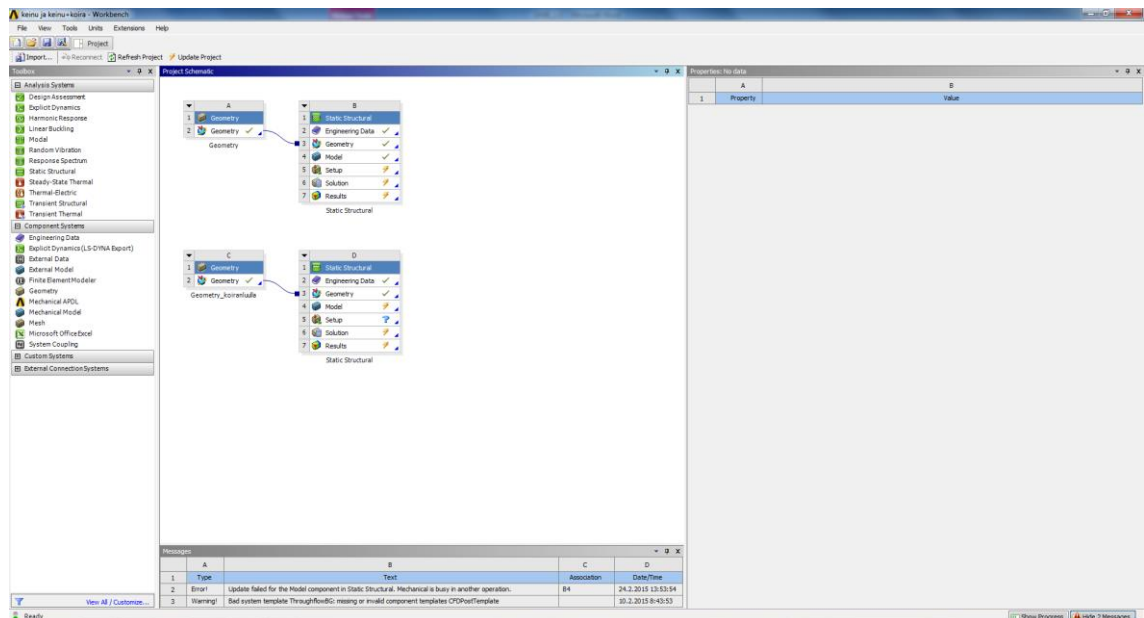 keinu ja keinu+koira - Workbench
File View Tools Units Extensions Help
Project
Import... Reconnect Refresh Project Update Project
Toolbox
Analysis Systems
Design Assessment
Explicit Dynamics
Harmonic Response
Linear Buckling
Modal
Random Vibration
Response Spectrum
Static Structural
Steady-State Thermal
Thermal-Electric
Transient Structural
Transient Thermal
Component Systems
Engineering Data
Explicit Dynamics (LS-DYNA Export)
External Data
External Model
Finite Element Modeler
Geometry
Mechanical APDL
Mechanical Model
Mesh
Microsoft Office Excel
System Coupling
Custom Systems
External Connection Systems
View All / Customize...
Project Schematic
A
1 Geometry
2 Geometry
Geometry
B
1 Static Structural
2 Engineering Data
3 Geometry
4 Model
5 Setup
6 Solution
7 Results
Static Structural
C
1 Geometry
2 Geometry
Geometry_koiranluulle
D
1 Static Structural
2 Engineering Data
3 Geometry
4 Model
5 Setup ?
6 Solution
7 Results
Static Structural
Messages
A B C D
1 Type Text Association Date/Time
2 Error! Update failed for the Model component in Static Structural. Mechanical is busy in another operation. B4 24.2.2015 13:53:54
3 Warning! Bad system template ThroughflowBG: missing or invalid component templates CFDPostTemplate 10.2.2015 8:43:53
Properties: No data
A B
1 Property Value
Ready
Show Progress Hide 2 Messages